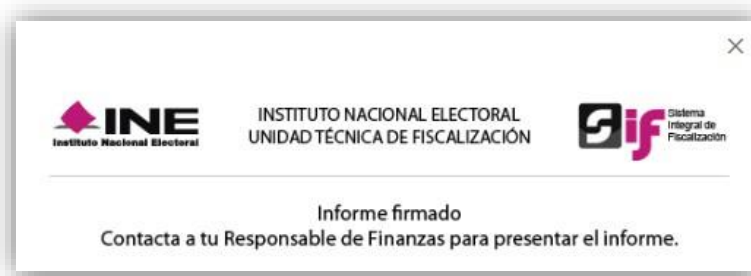 INE
Instituto Nacional Electoral
INSTITUTO NACIONAL ELECTORAL
UNIDAD TÉCNICA DE FISCALIZACIÓN
Sif
Sistema
Integral de
Fiscalización
Informe firmado
Contacta a tu Responsable de Finanzas para presentar el informe.